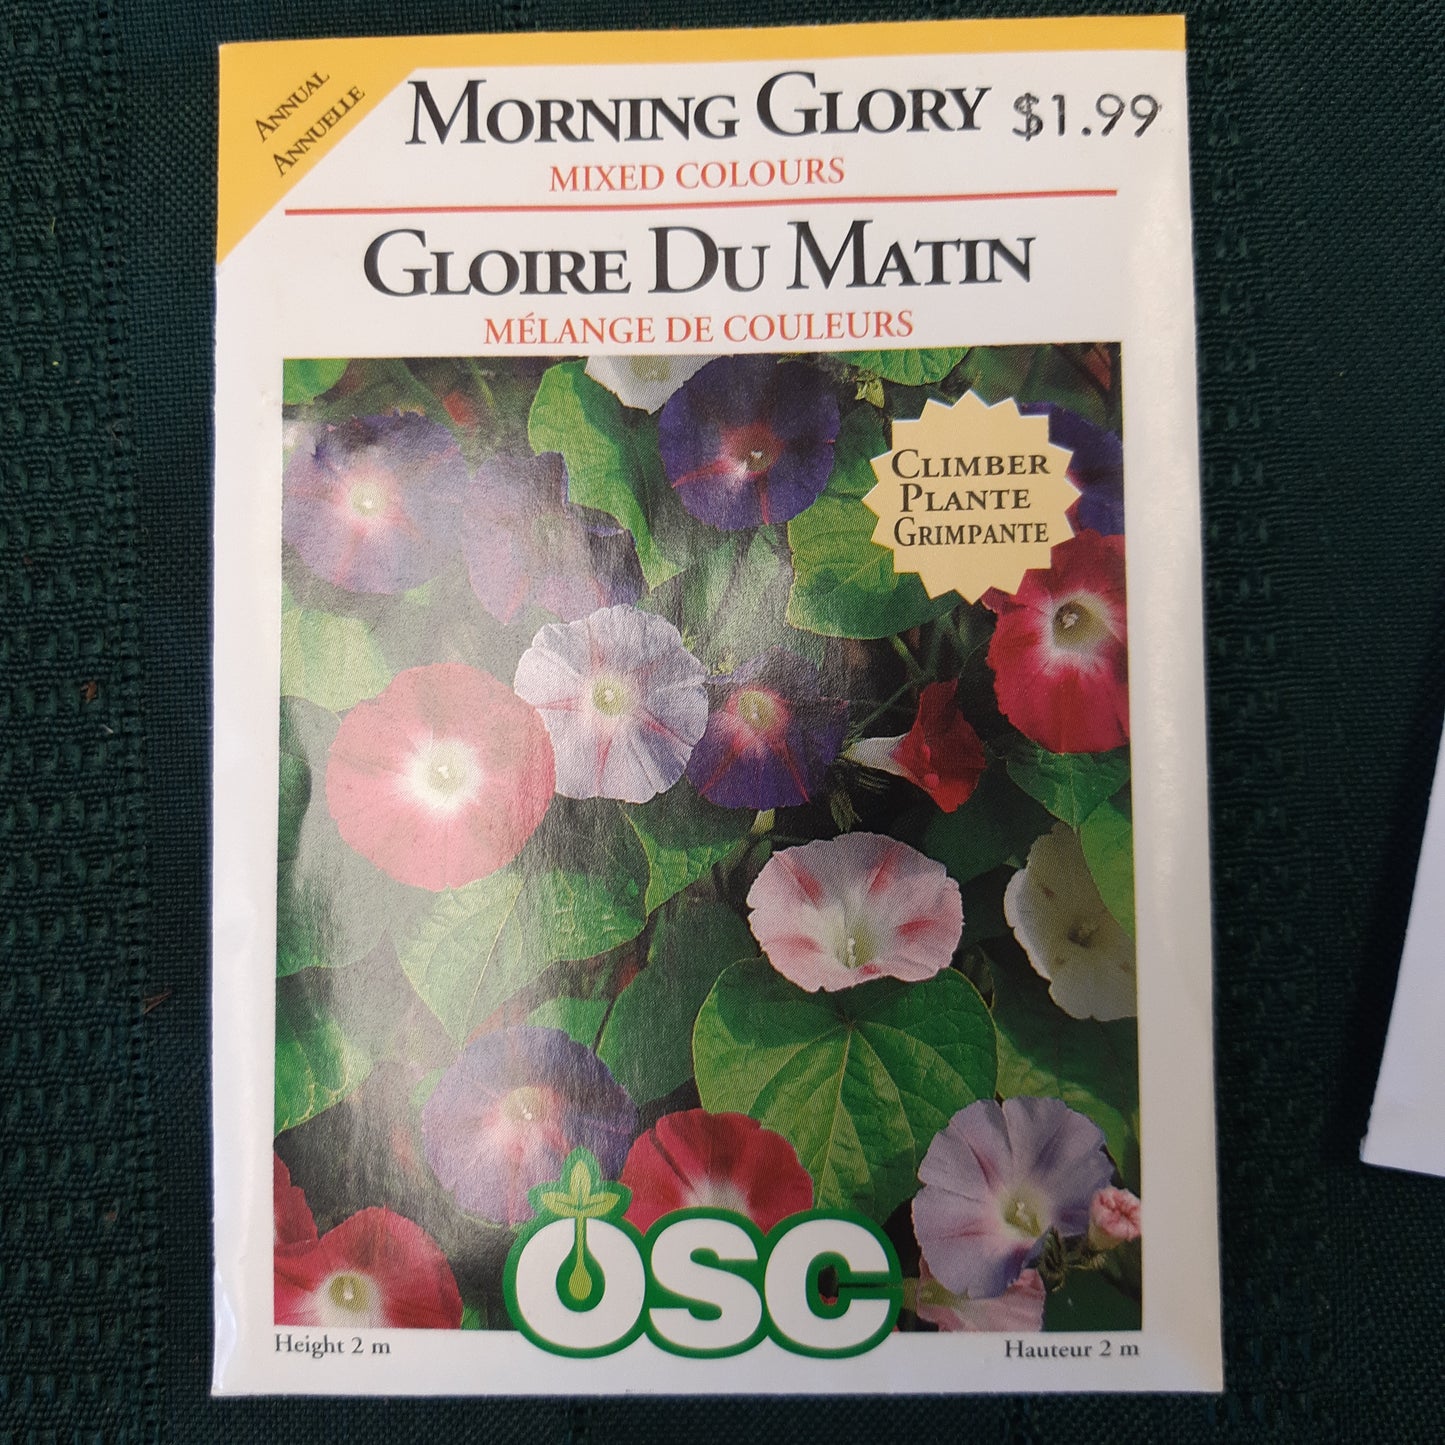 ANNUAL
ANNUELLE
MORNING GLORY $1.99
MIXED COLOURS
GLOIRE DU MATIN
MÉLANGE DE COULEURS
CLIMBER
PLANTE
GRIMPANTE
OSC
Height 2 m
Hauteur 2 m